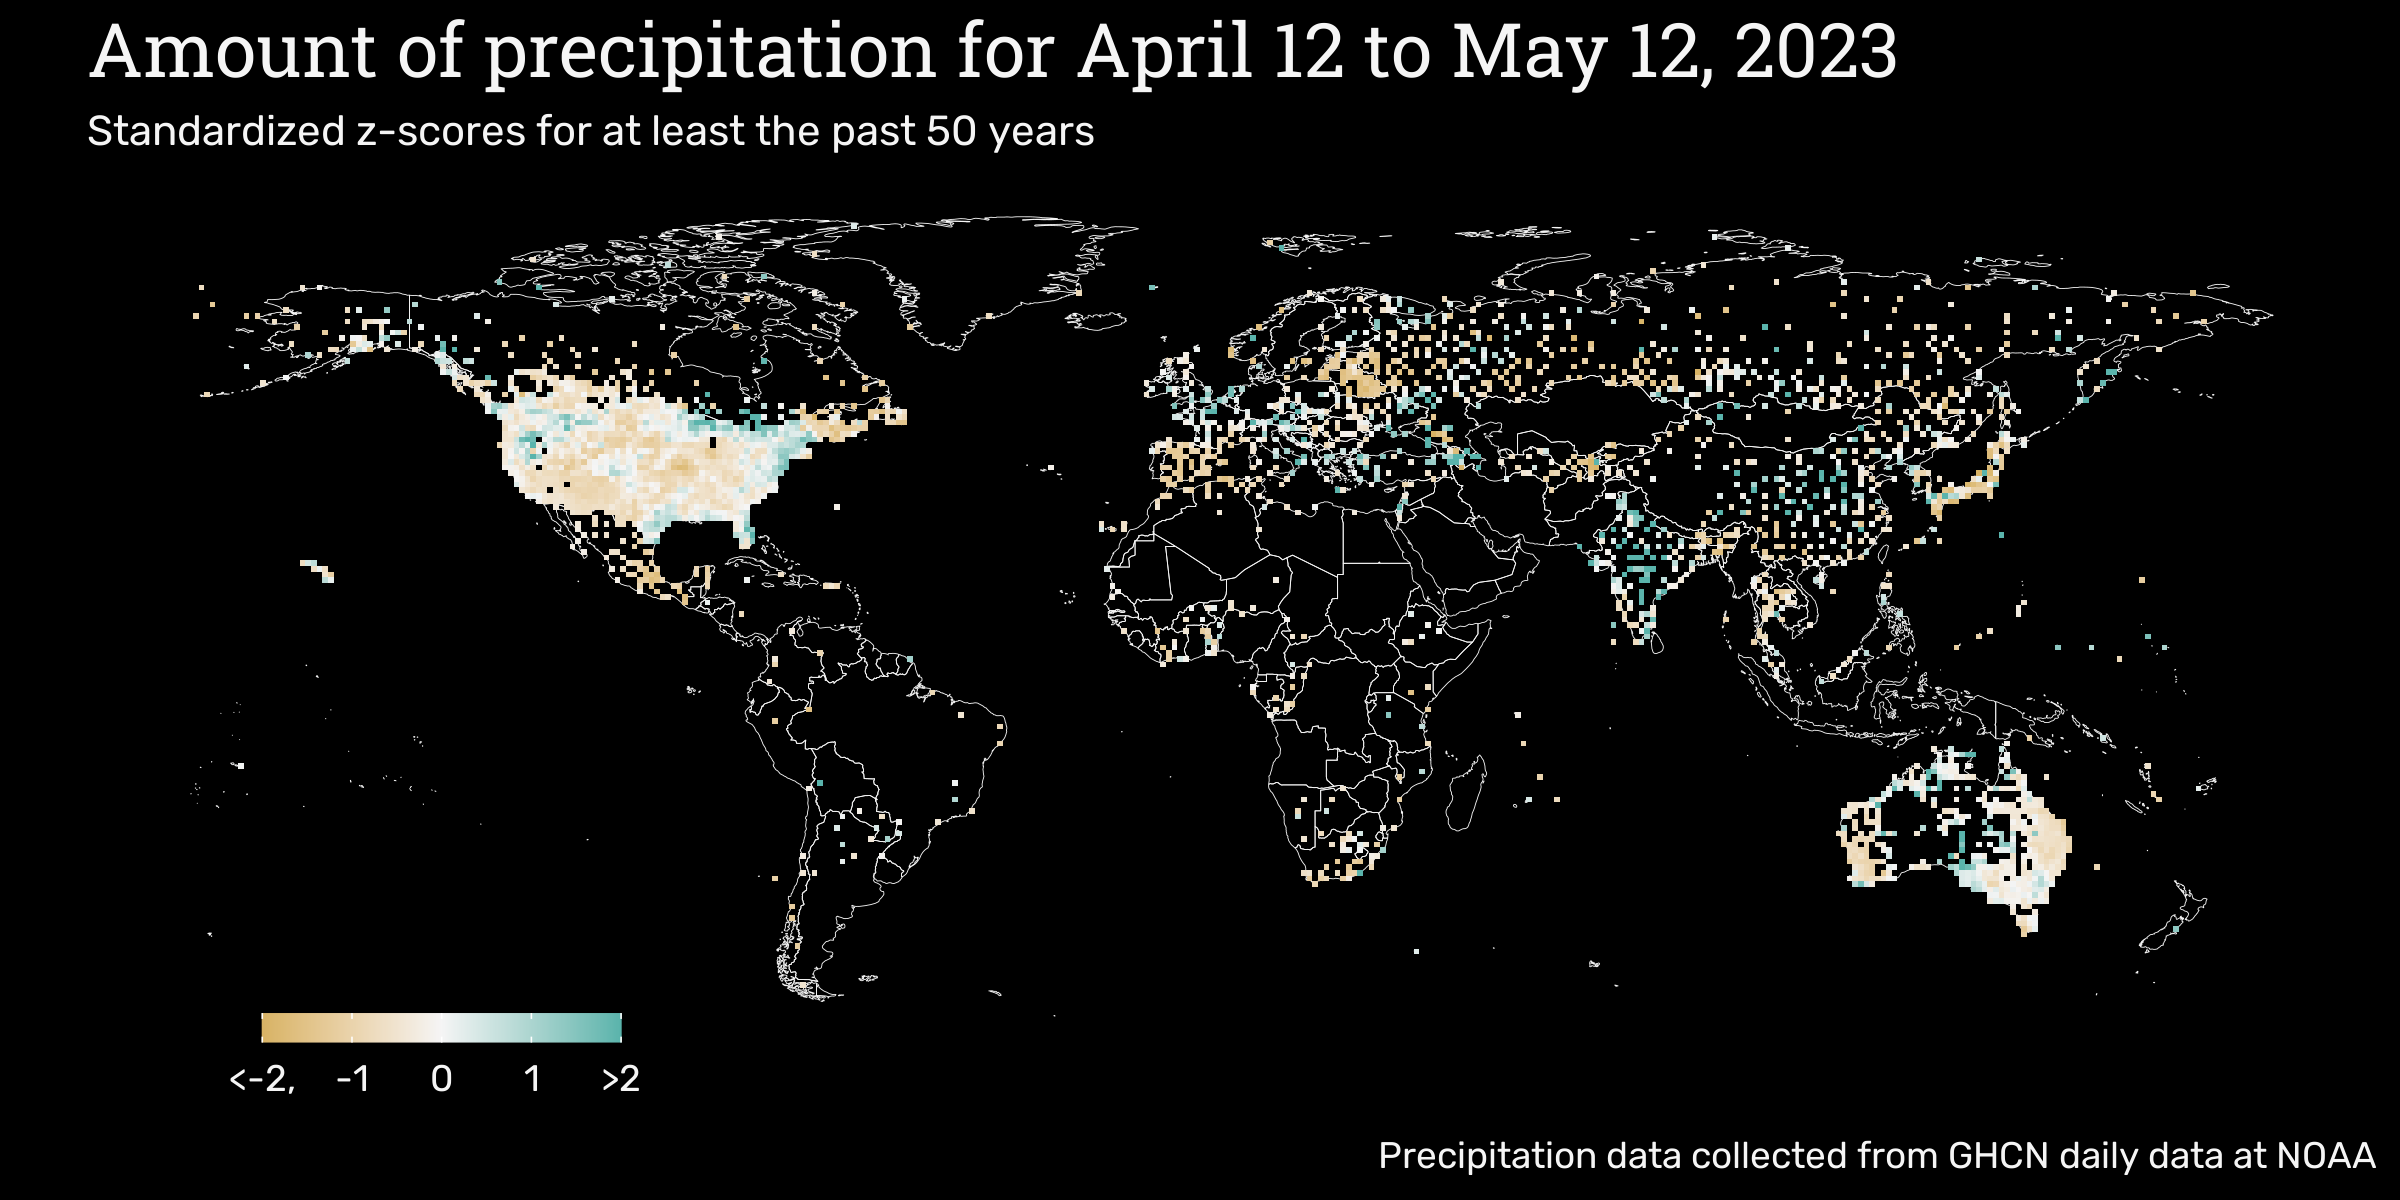 Amount of precipitation for April 12 to May 12, 2023
Standardized z-scores for at least the past 50 years
<-2, -1 0 1 >2
Precipitation data collected from GHCN daily data at NOAA